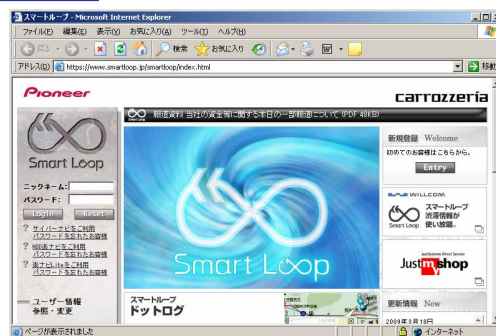 スマートループ - Microsoft Internet Explorer
ファイル(F) 編集(E) 表示(V) お気に入り(A) ツール(T) ヘルプ(H)
戻る 検索 お気に入り
アドレス(D) https://www.smartloop.jp/smartloop/index.html 移動
Pioneer carrozzeria
報道資料 当社の資金等に関する本日の一部報道について (PDF 48KB)
Smart Loop
ニックネーム:
パスワード:
Login Reset
? サイバーナビをご利用
パスワードを忘れたお客様
? HDD楽ナビをご利用
パスワードを忘れたお客様
? 楽ナビLiteをご利用
パスワードを忘れたお客様
ユーザー情報
参照・変更
Smart Loop
スマートループ
ドットログ
新規登録 Welcome
初めてのお客様はこちらから。
Entry
WILLCOM
スマートループ
渋滞情報が
使い放題。
Smart Loop
JustSystems Direct Service
Just myshop
更新情報 New
2009年3月18日
ページが表示されました
インターネット